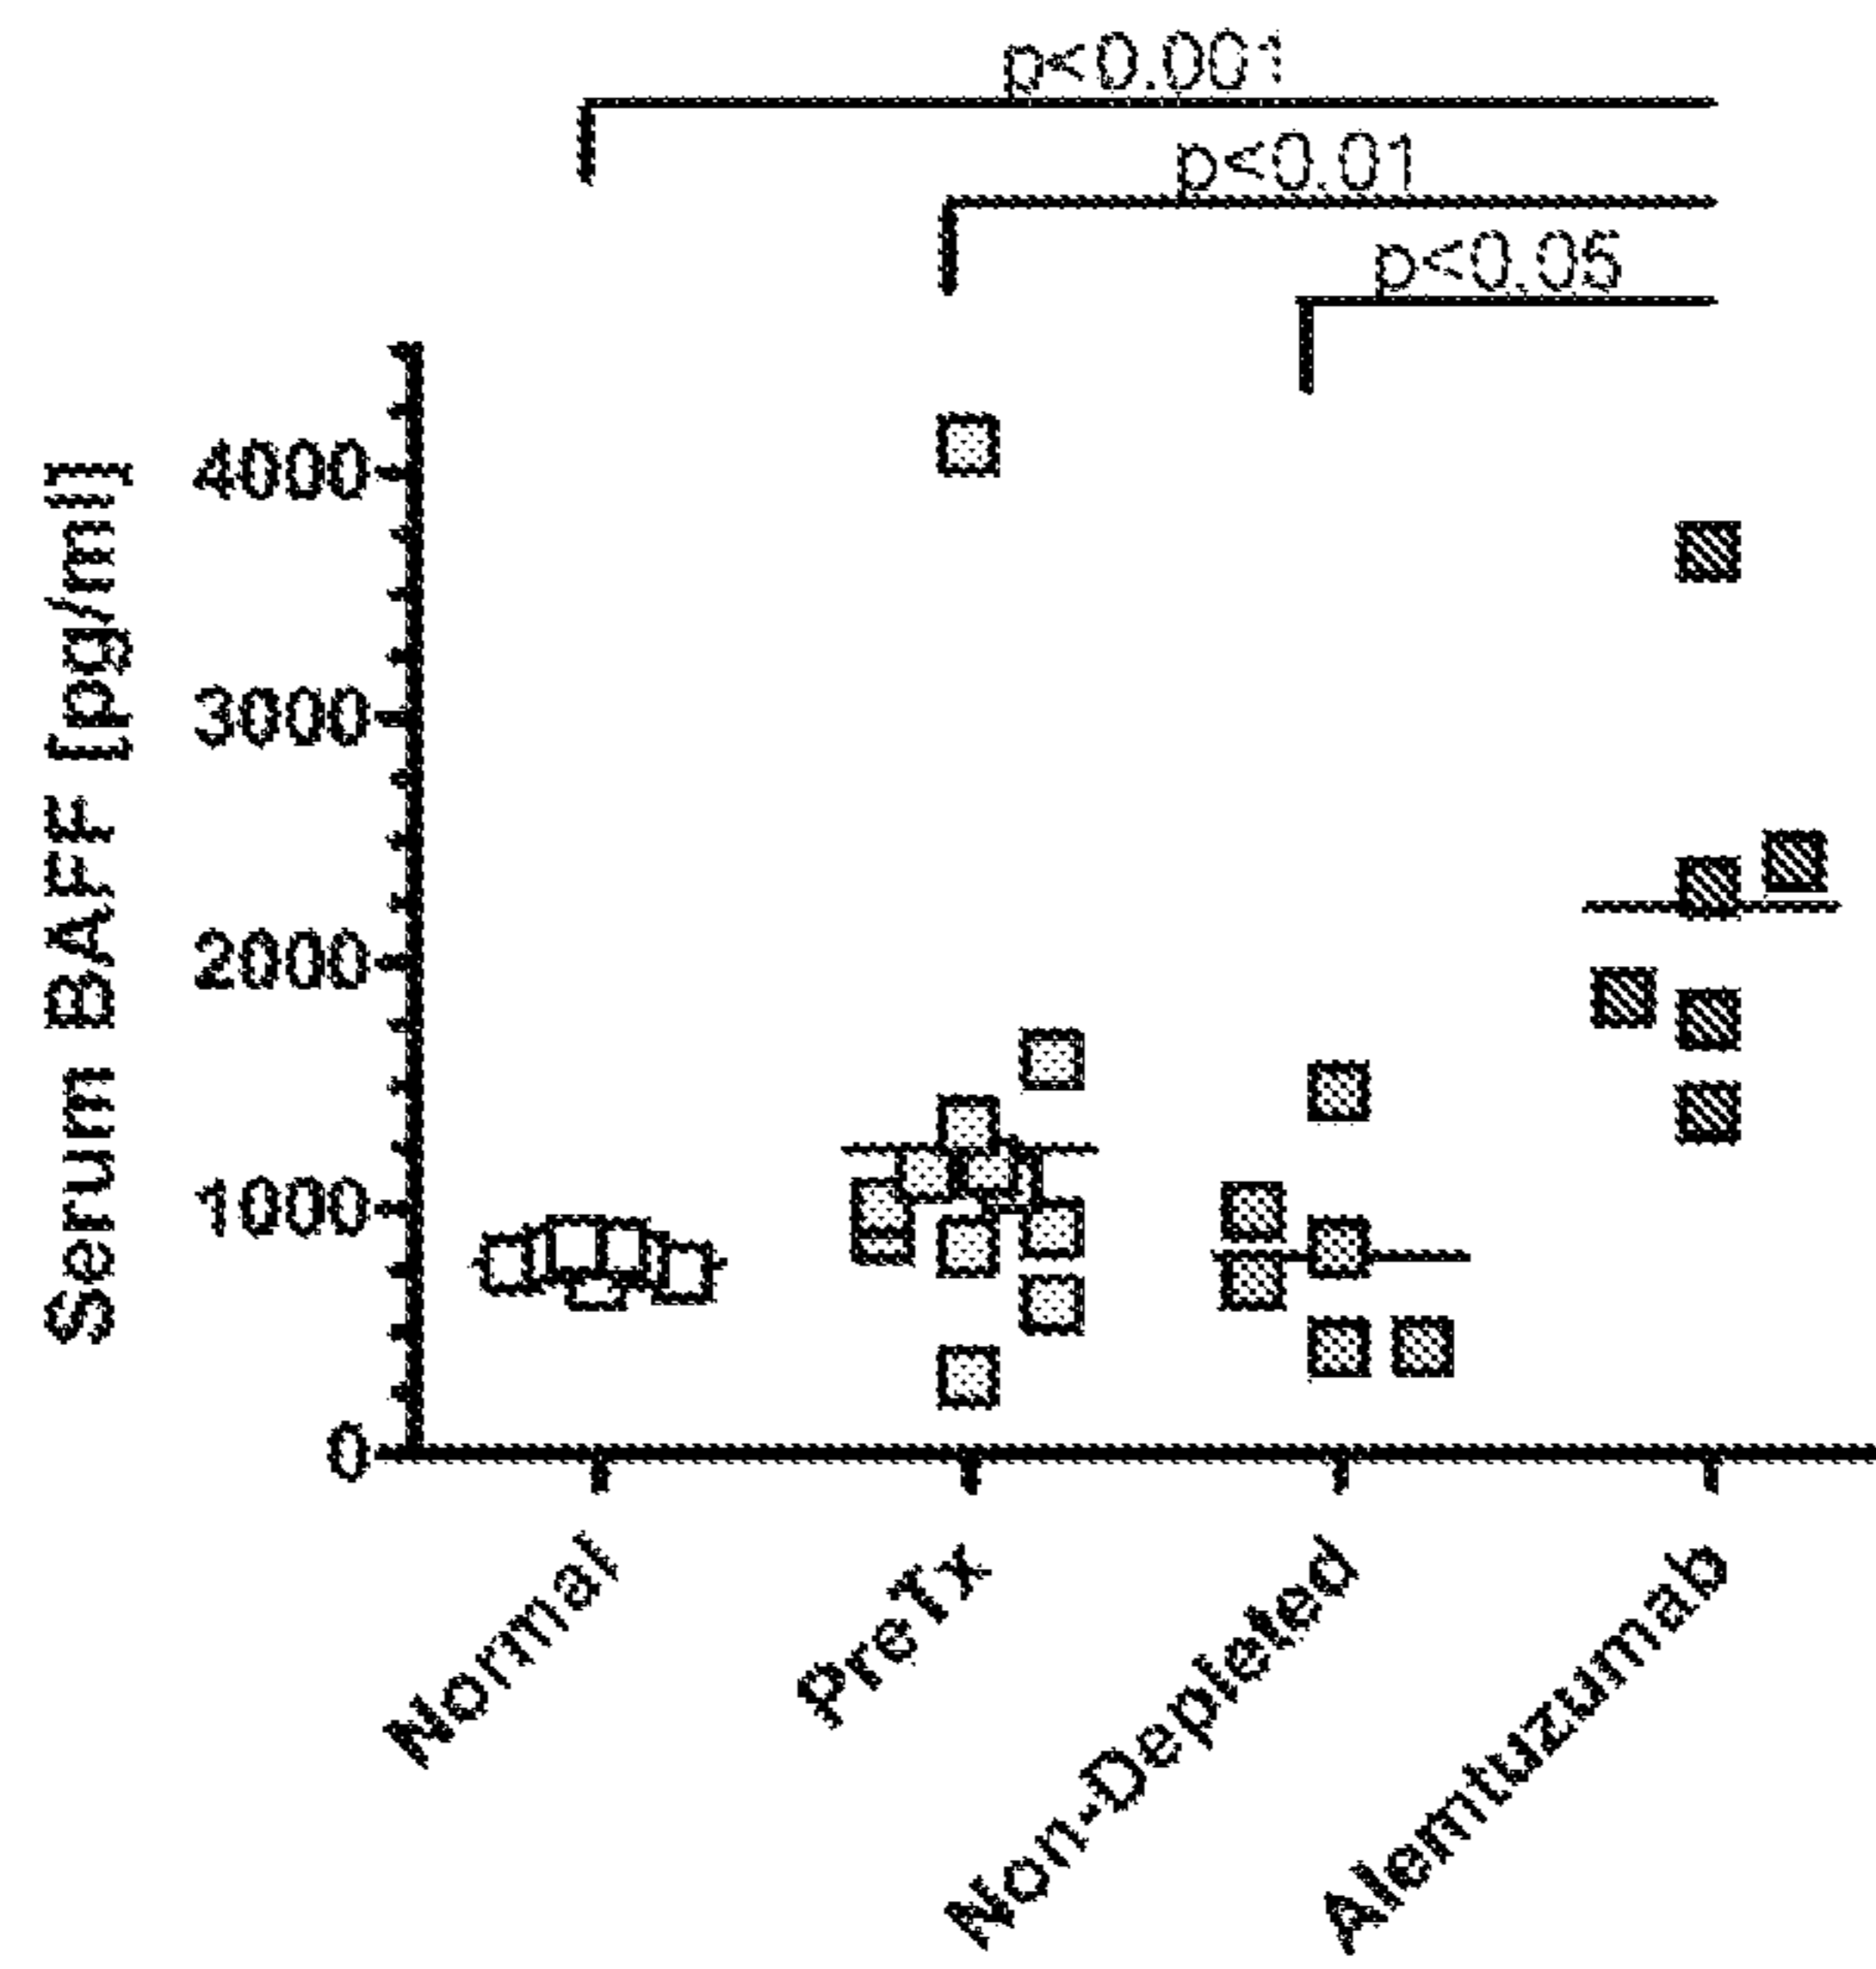 p<0.001
p<0.01
p<0.05
Serum BAFF [pg/ml]
4000
3000
2000
1000
0
Normal
PreTx
Non-Depleted
Alemtuzumab